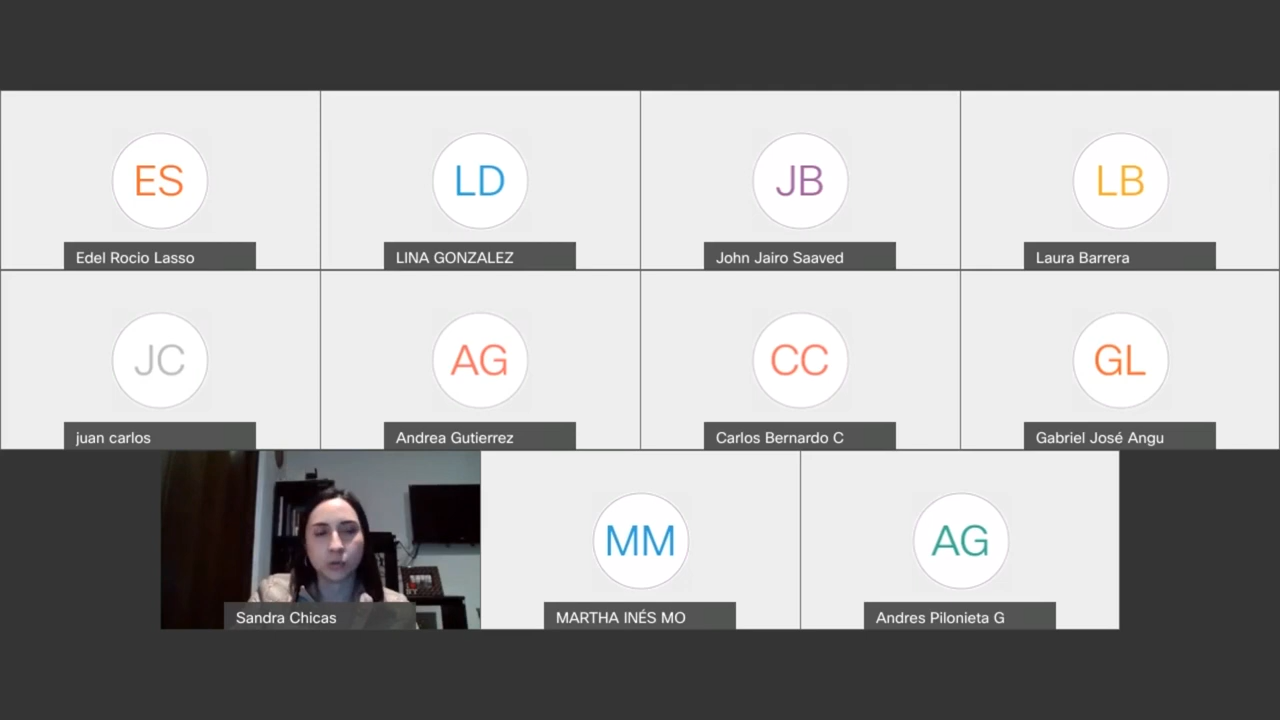 ES
LD
JB
LB
Edel Rocio Lasso
LINA GONZALEZ
John Jairo Saaved
Laura Barrera
JC
AG
CC
GL
juan carlos
Andrea Gutierrez
Carlos Bernardo C
Gabriel José Angu
MM
AG
Sandra Chicas
MARTHA INÉS MO
Andres Pilonieta G